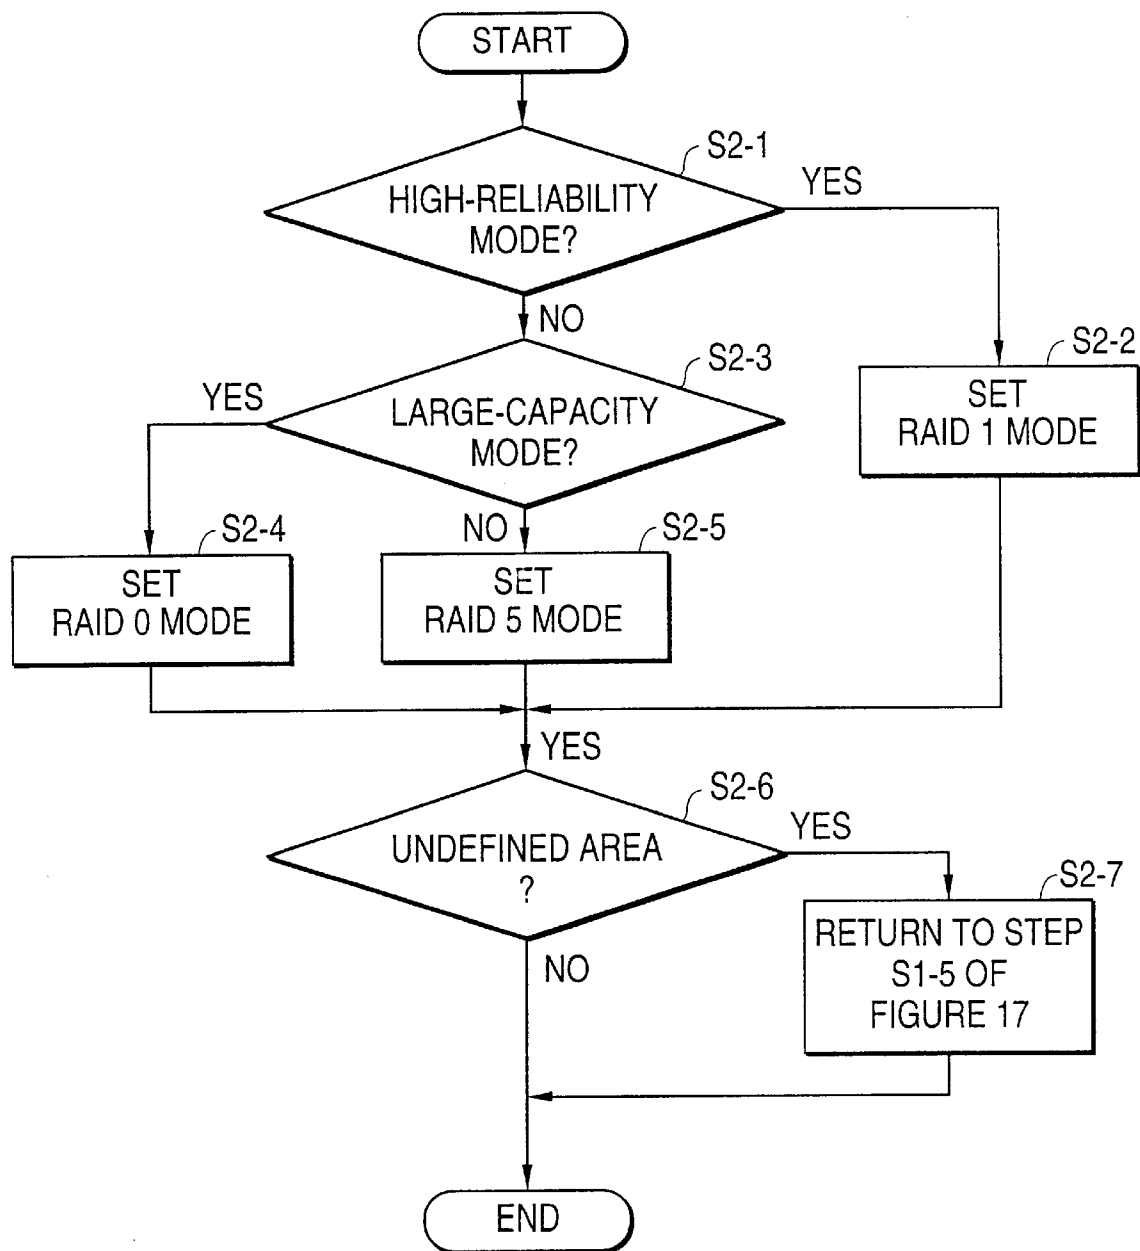 START
S2-1
HIGH-RELIABILITY
MODE?
YES
NO
S2-3
LARGE-CAPACITY
MODE?
YES
S2-2
SET
RAID 1 MODE
NO
S2-4
SET
RAID 0 MODE
S2-5
SET
RAID 5 MODE
YES
S2-6
UNDEFINED AREA
?
YES
S2-7
RETURN TO STEP
S1-5 OF
FIGURE 17
NO
END